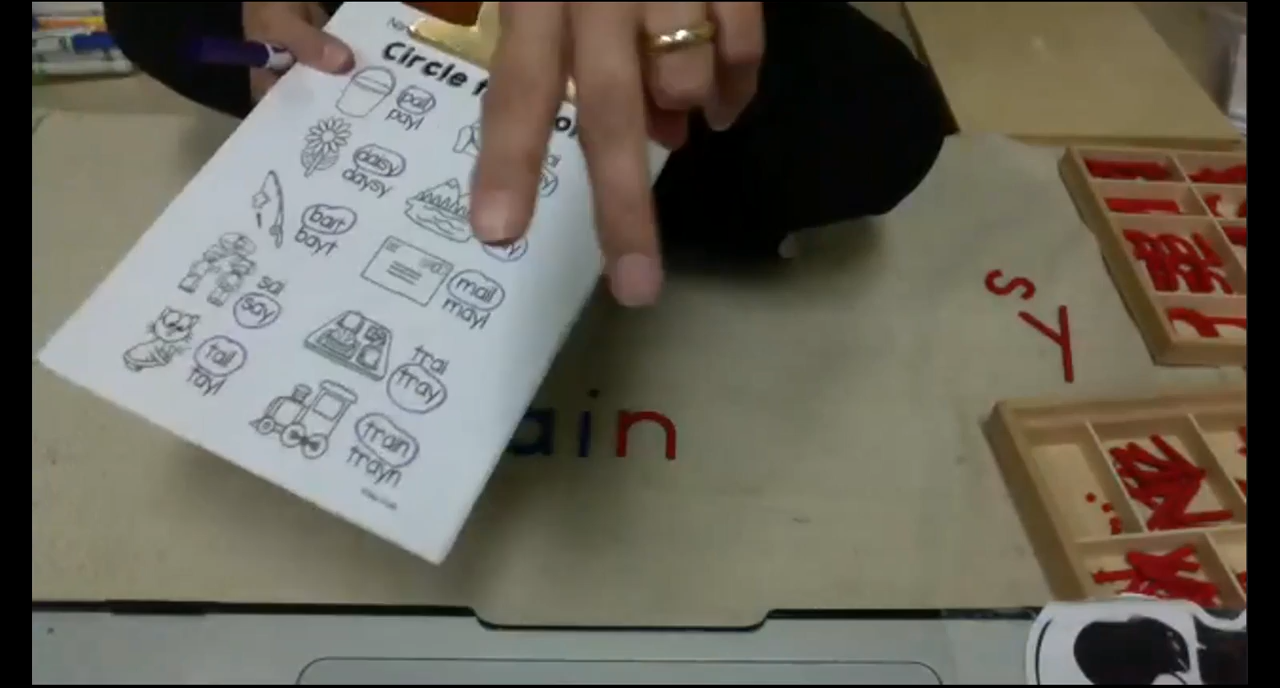 Circle
pail
payl
daisy
daysy
bait
bayt
sai
say
tail
tayl
mail
mayl
trai
tray
train
trayn
s
y
ain